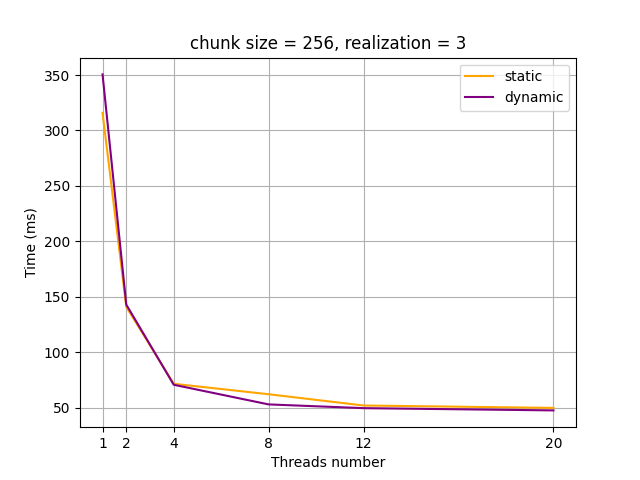 chunk size = 256, realization = 3
static
dynamic
350
300
250
200
150
100
50
Time (ms)
1 2 4 8 12 20
Threads number